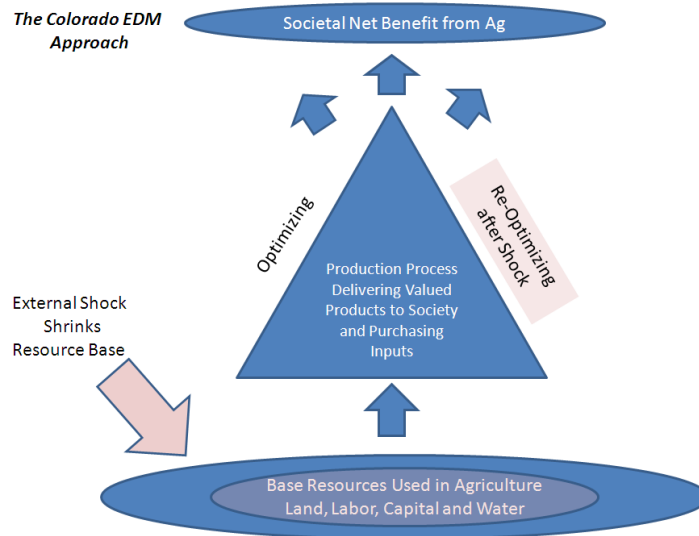 The Colorado EDM
Approach
Societal Net Benefit from Ag
Optimizing
Re-Optimizing
after Shock
Production Process
Delivering Valued
Products to Society
and Purchasing
Inputs
External Shock
Shrinks
Resource Base
Base Resources Used in Agriculture
Land, Labor, Capital and Water